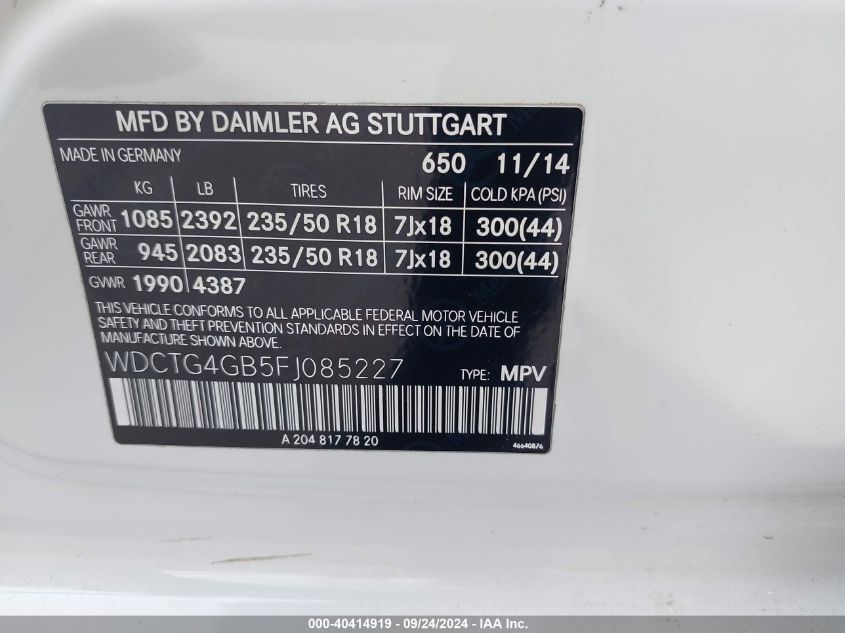 MFD BY DAIMLER AG STUTTGART
MADE IN GERMANY 650 11/14
KG LB TIRES RIM SIZE COLD KPA (PSI)
GAWR FRONT 1085 2392 235/50 R18 7Jx18 300(44)
GAWR REAR 945 2083 235/50 R18 7Jx18 300(44)
GVWR 1990 4387
THIS VEHICLE CONFORMS TO ALL APPLICABLE FEDERAL MOTOR VEHICLE
SAFETY AND THEFT PREVENTION STANDARDS IN EFFECT ON THE DATE OF
MANUFACTURE SHOWN ABOVE.
WDCTG4GB5FJ085227 TYPE: MPV
A 204 817 78 20 46640876
000-40414919 - 09/24/2024 - IAA Inc.